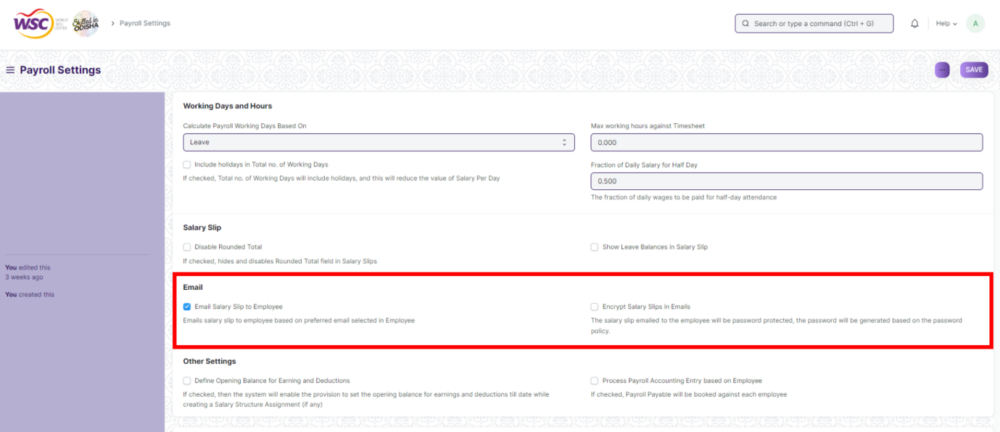 WSC
WORLD
SKILL
CENTER
Skilled in
ODISHA
> Payroll Settings
Search or type a command (Ctrl + G)
Help
A
Payroll Settings
...
SAVE
Working Days and Hours
Calculate Payroll Working Days Based On
Leave
Max working hours against Timesheet
0.000
Include holidays in Total no. of Working Days
If checked, Total no. of Working Days will include holidays, and this will reduce the value of Salary Per Day
Fraction of Daily Salary for Half Day
0.500
The fraction of daily wages to be paid for half-day attendance
Salary Slip
Disable Rounded Total
If checked, hides and disables Rounded Total field in Salary Slips
Show Leave Balances in Salary Slip
You edited this
3 weeks ago
You created this
Email
Email Salary Slip to Employee
Emails salary slip to employee based on preferred email selected in Employee
Encrypt Salary Slips in Emails
The salary slip emailed to the employee will be password protected, the password will be generated based on the password
policy.
Other Settings
Define Opening Balance for Earning and Deductions
If checked, then the system will enable the provision to set the opening balance for earnings and deductions till date while
creating a Salary Structure Assignment (if any)
Process Payroll Accounting Entry based on Employee
If checked, Payroll Payable will be booked against each employee